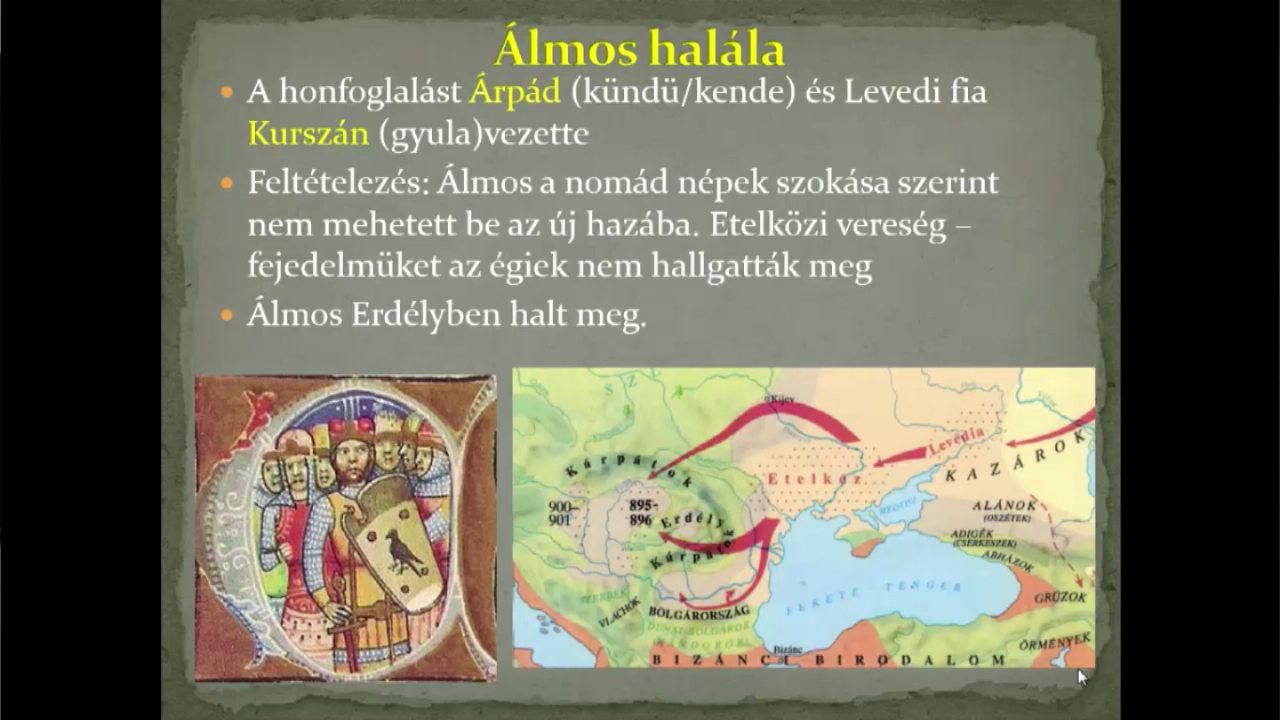 Álmos halála
• A honfoglalást Árpád (kündü/kende) és Levedi fia
Kurszán (gyula)vezette
• Feltételezés: Álmos a nomád népek szokása szerint
nem mehetett be az új hazába. Etelközi vereség –
fejedelmüket az égiek nem hallgatták meg
• Álmos Erdélyben halt meg.
Kijev
Levedia
KAZÁROK
Kárpátok
Etelköz
900-
901
895-
896
Erdély
Kárpátok
ALÁNOK
(OSZÉTEK)
ADIGÉK
(CSERKESZEK)
ABHÁZOK
FEKETE TENGER
GRÚZOK
VLACHOK
BOLGÁRORSZÁG
ÖRMÉNYEK
Bizánc
BIZÁNCI BIRODALOM